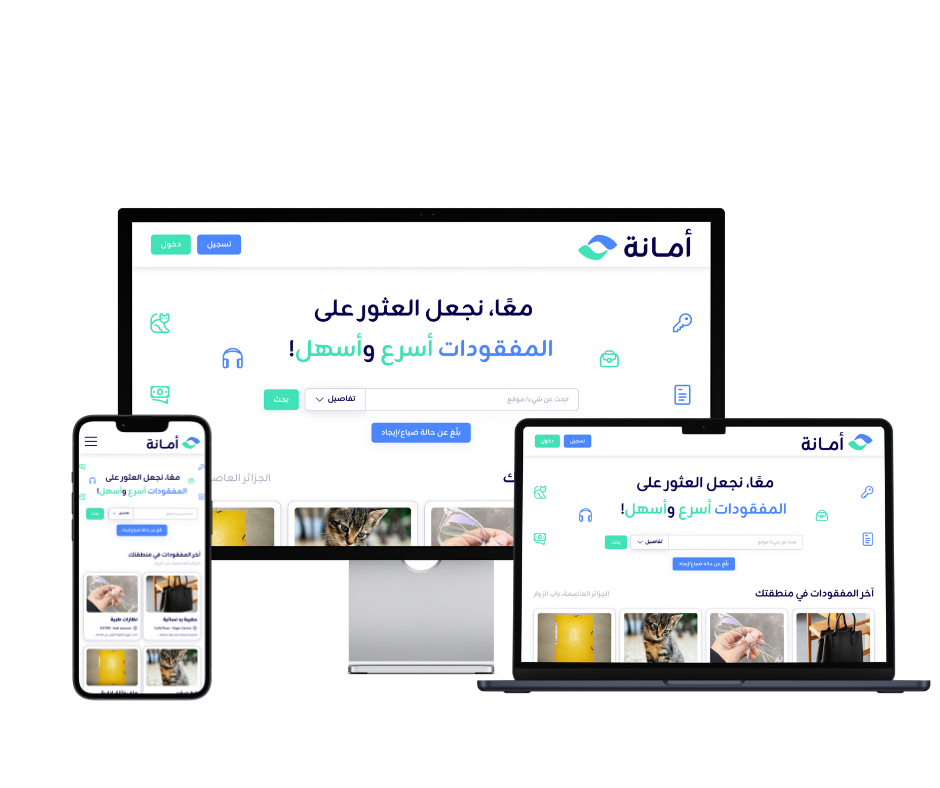 أمـانة
تسجيل
دخول
معًا، نجعل العثور على
المفقودات أسرع وأسهل!
ابحث عن شيء/ موقع
تفاصيل
بحث
بلّغ عن حالة ضياع/إيجاد
الجزائر العاصمة
أمـانة
معًا، نجعل العثور على
المفقودات أسرع وأسهل!
تفاصيل
بحث
بلّغ عن حالة ضياع/إيجاد
آخر المفقودات في منطقتك
الجزائر العاصمة، باب الزوار
حقيبة يد نسائية
نظارات طبية
أمـانة
تسجيل
دخول
معًا، نجعل العثور على
المفقودات أسرع وأسهل!
ابحث عن شيء/ موقع
تفاصيل
بحث
بلّغ عن حالة ضياع/إيجاد
آخر المفقودات في منطقتك
الجزائر العاصمة، باب الزوار